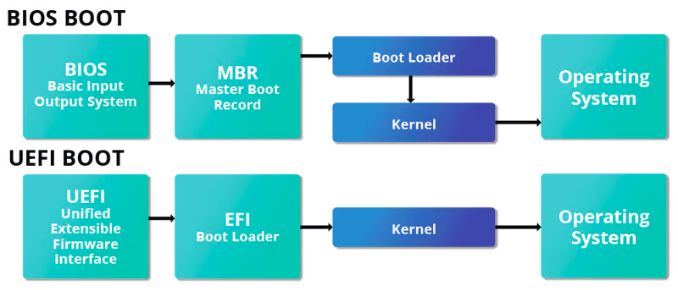 BIOS BOOT
BIOS
Basic Input
Output System
MBR
Master Boot
Record
Boot Loader
Kernel
Operating
System
UEFI BOOT
UEFI
Unified
Extensible
Firmware
Interface
EFI
Boot Loader
Kernel
Operating
System